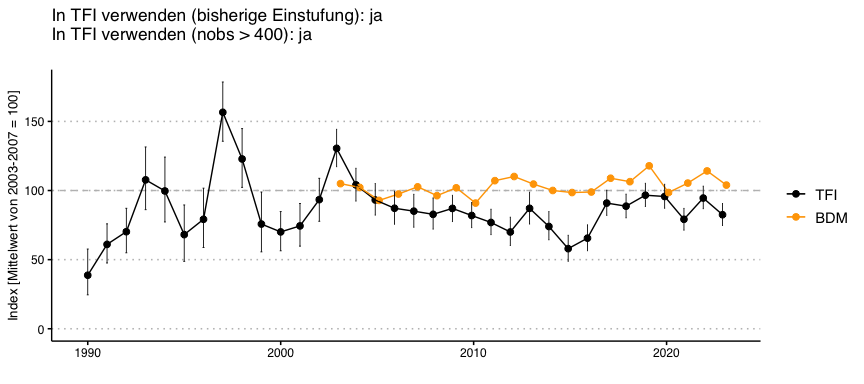 In TFI verwenden (bisherige Einstufung): ja
In TFI verwenden (nobs > 400): ja
Index [Mittelwert von 2003-2007 = 100]
150
100
50
0
1990
2000
2010
2020
TFI
BDM